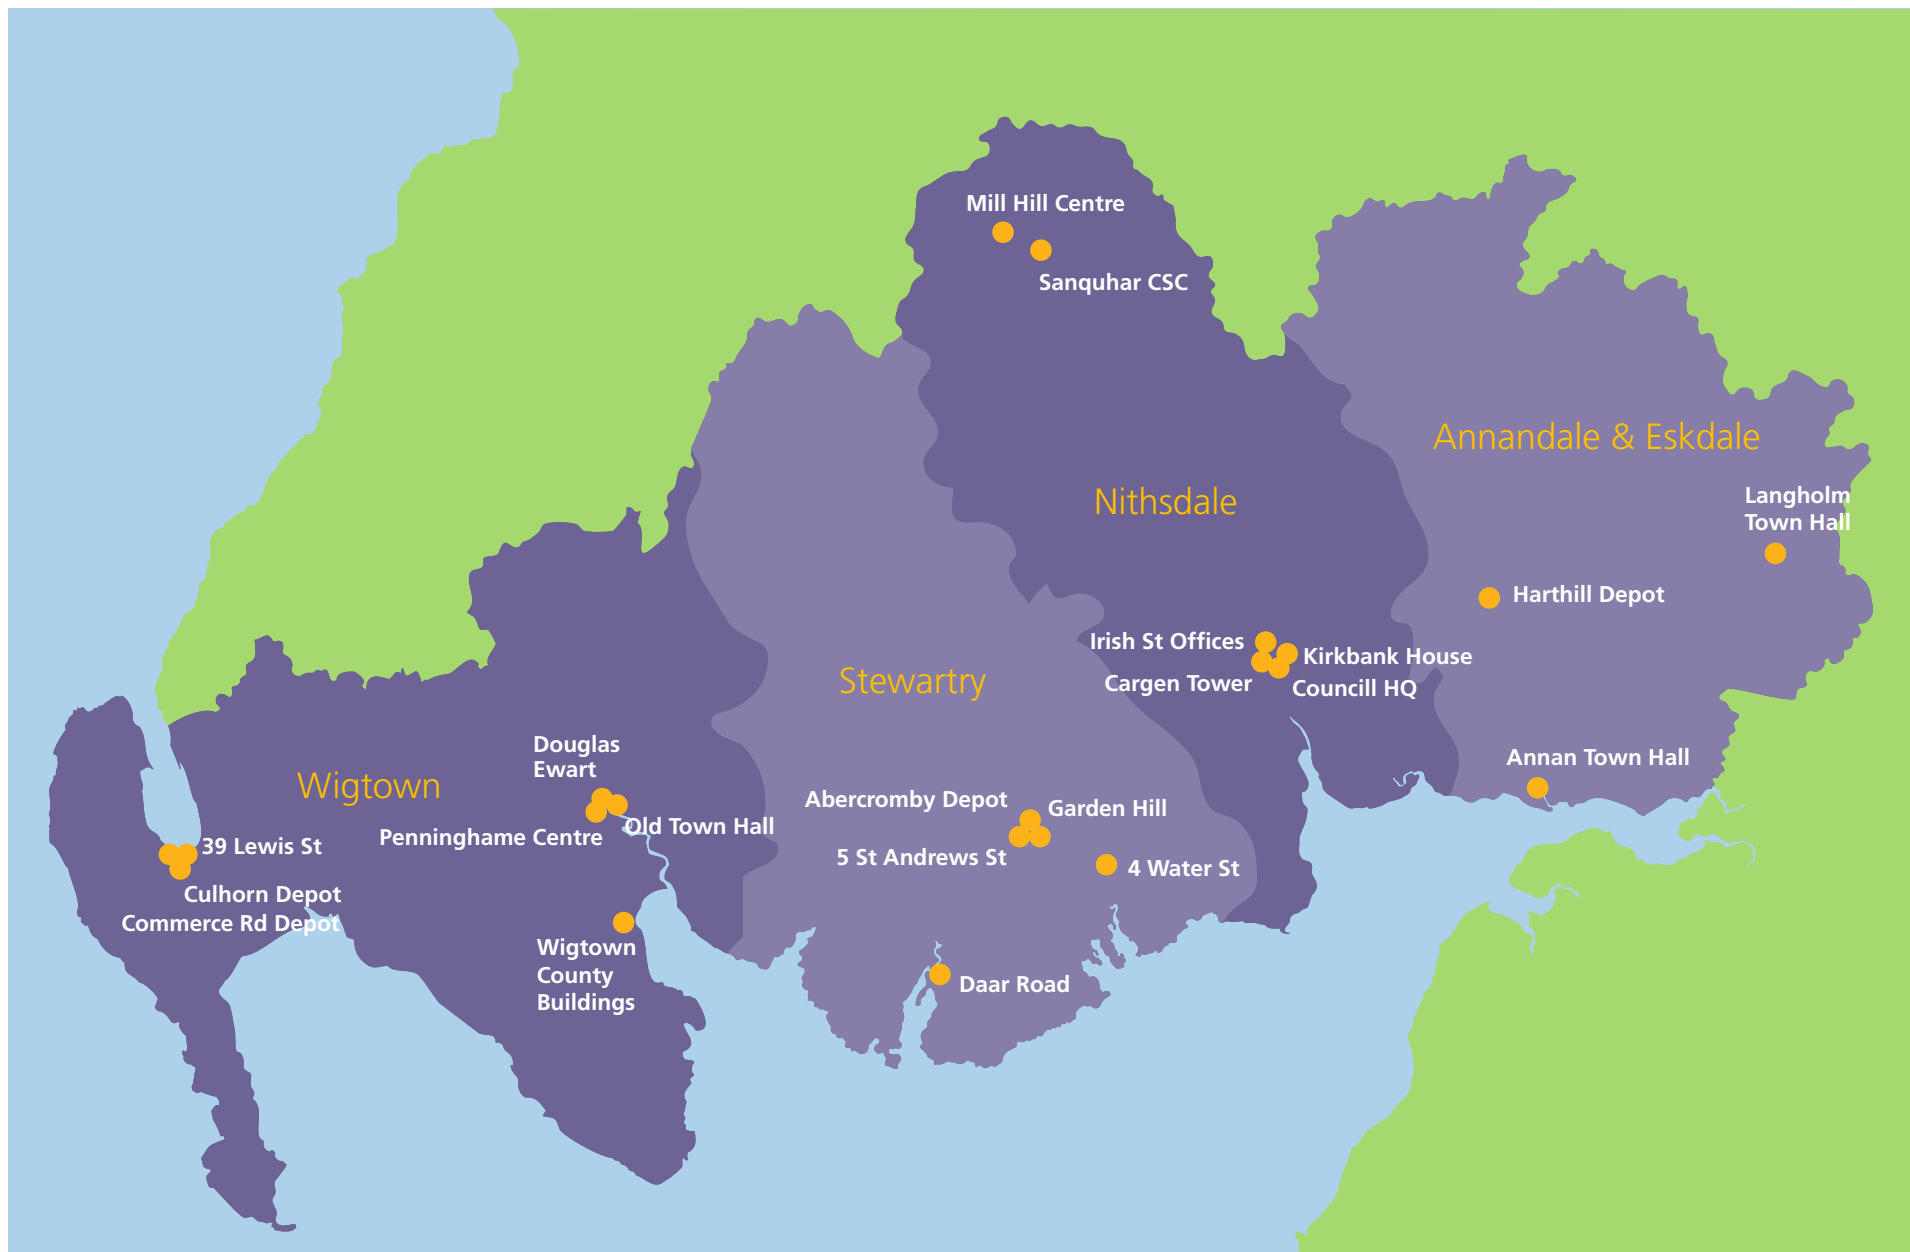 Mill Hill Centre
Sanquhar CSC
Annandale & Eskdale
Nithsdale
Langholm
Town Hall
Harthill Depot
Irish St Offices
Kirkbank House
Cargen Tower
Councill HQ
Stewartry
Douglas
Ewart
Annan Town Hall
Wigtown
Abercromby Depot
Garden Hill
Old Town Hall
Penninghame Centre
39 Lewis St
5 St Andrews St
4 Water St
Culhorn Depot
Commerce Rd Depot
Wigtown
County
Buildings
Daar Road